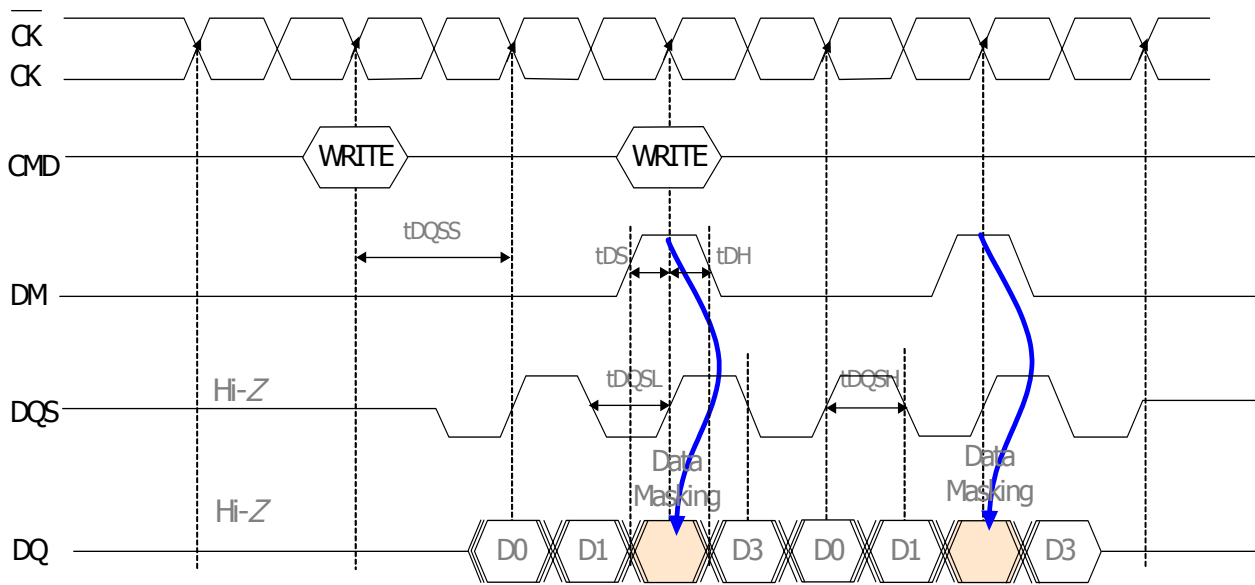 CK
CK
CMD WRITE WRITE
tDQSS
tDS tDH
DM
Hi-Z tDQSL tDQSH
DQS
Data Masking Data Masking
Hi-Z
DQ D0 D1 D3 D0 D1 D3